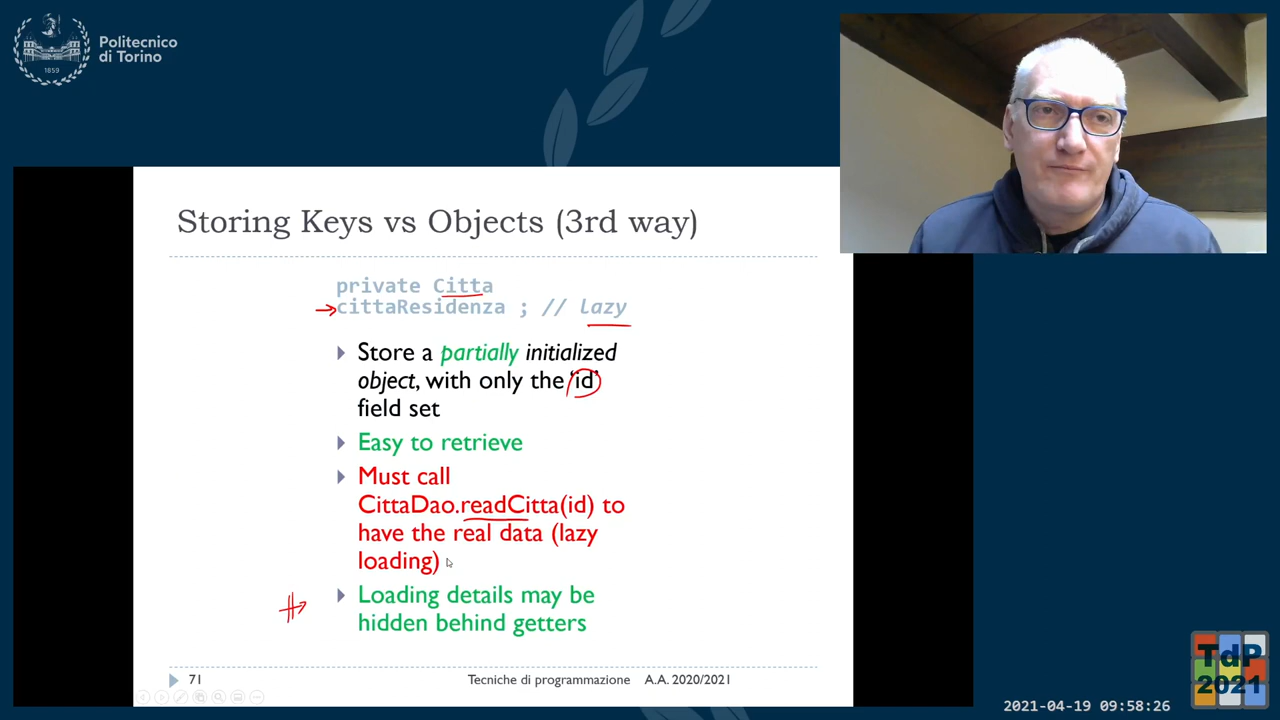 Politecnico
di Torino
1859
Storing Keys vs Objects (3rd way)
private Citta
cittaResidenza ; // Lazy
Store a partially initialized
object, with only the ‘id’
field set
Easy to retrieve
Must call
CittaDao.readCitta(id) to
have the real data (lazy
loading)
Loading details may be
hidden behind getters
71
Tecniche di programmazione A.A. 2020/2021
TdP
2021
2021-04-19 09:58:26